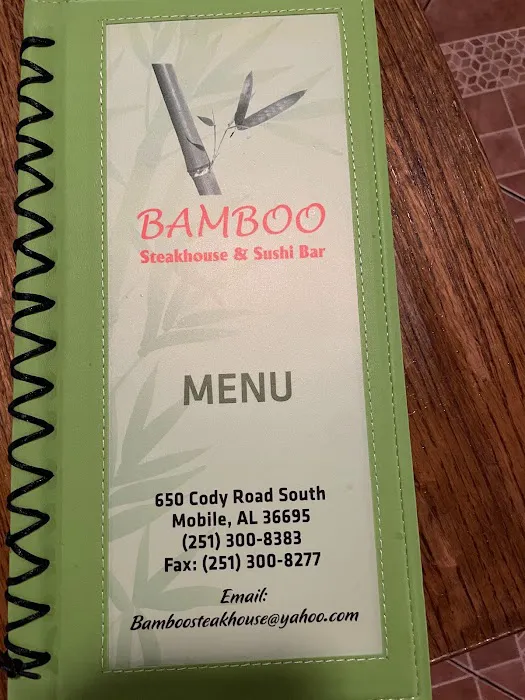 BAMBOO
Steakhouse & Sushi Bar
MENU
650 Cody Road South
Mobile, AL 36695
(251) 300-8383
Fax: (251) 300-8277
Email:
Bamboosteakhouse@yahoo.com